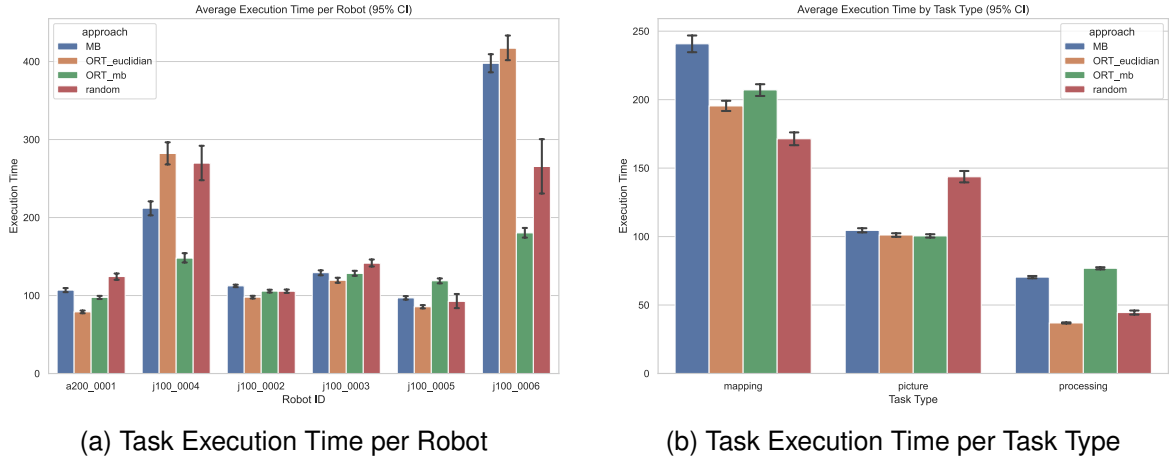 Average Execution Time per Robot (95% CI)
approach
MB
ORT_euclidian
ORT_mb
random
Execution Time
400
300
200
100
0
a200_0001
j100_0004
j100_0002
j100_0003
j100_0005
j100_0006
Robot ID
(a) Task Execution Time per Robot
Average Execution Time by Task Type (95% CI)
approach
MB
ORT_euclidian
ORT_mb
random
Execution Time
250
200
150
100
50
0
mapping
picture
processing
Task Type
(b) Task Execution Time per Task Type